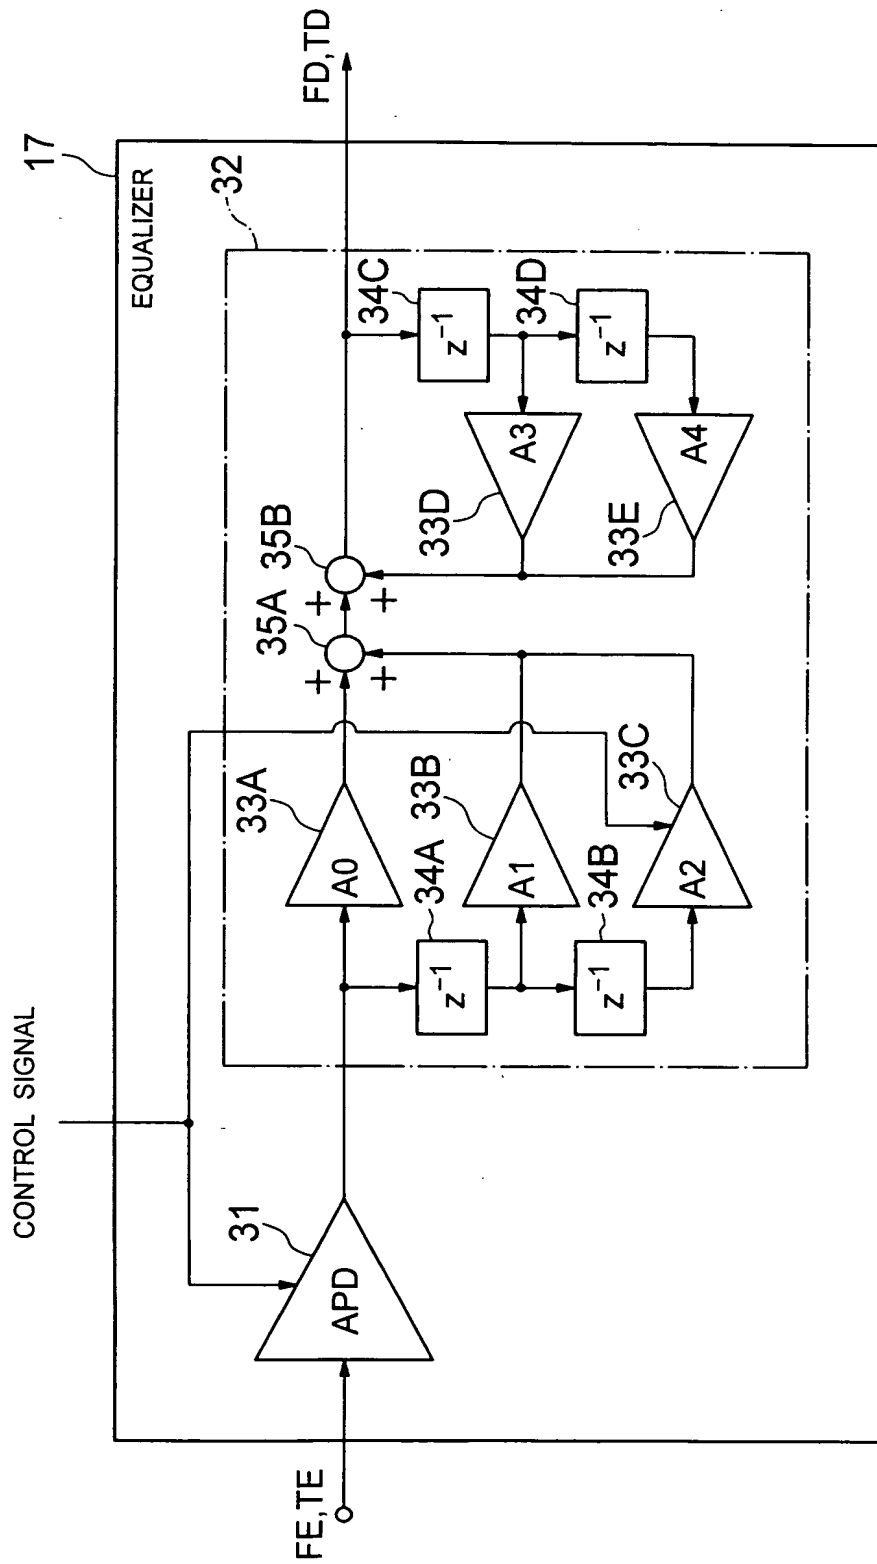 CONTROL SIGNAL
17
EQUALIZER
32
FE,TE
31
APD
33A
A0
34A
z⁻¹
33B
A1
34B
z⁻¹
33C
A2
35A
+
+
35B
+
+
FD,TD
34C
z⁻¹
34D
z⁻¹
33D
A3
33E
A4